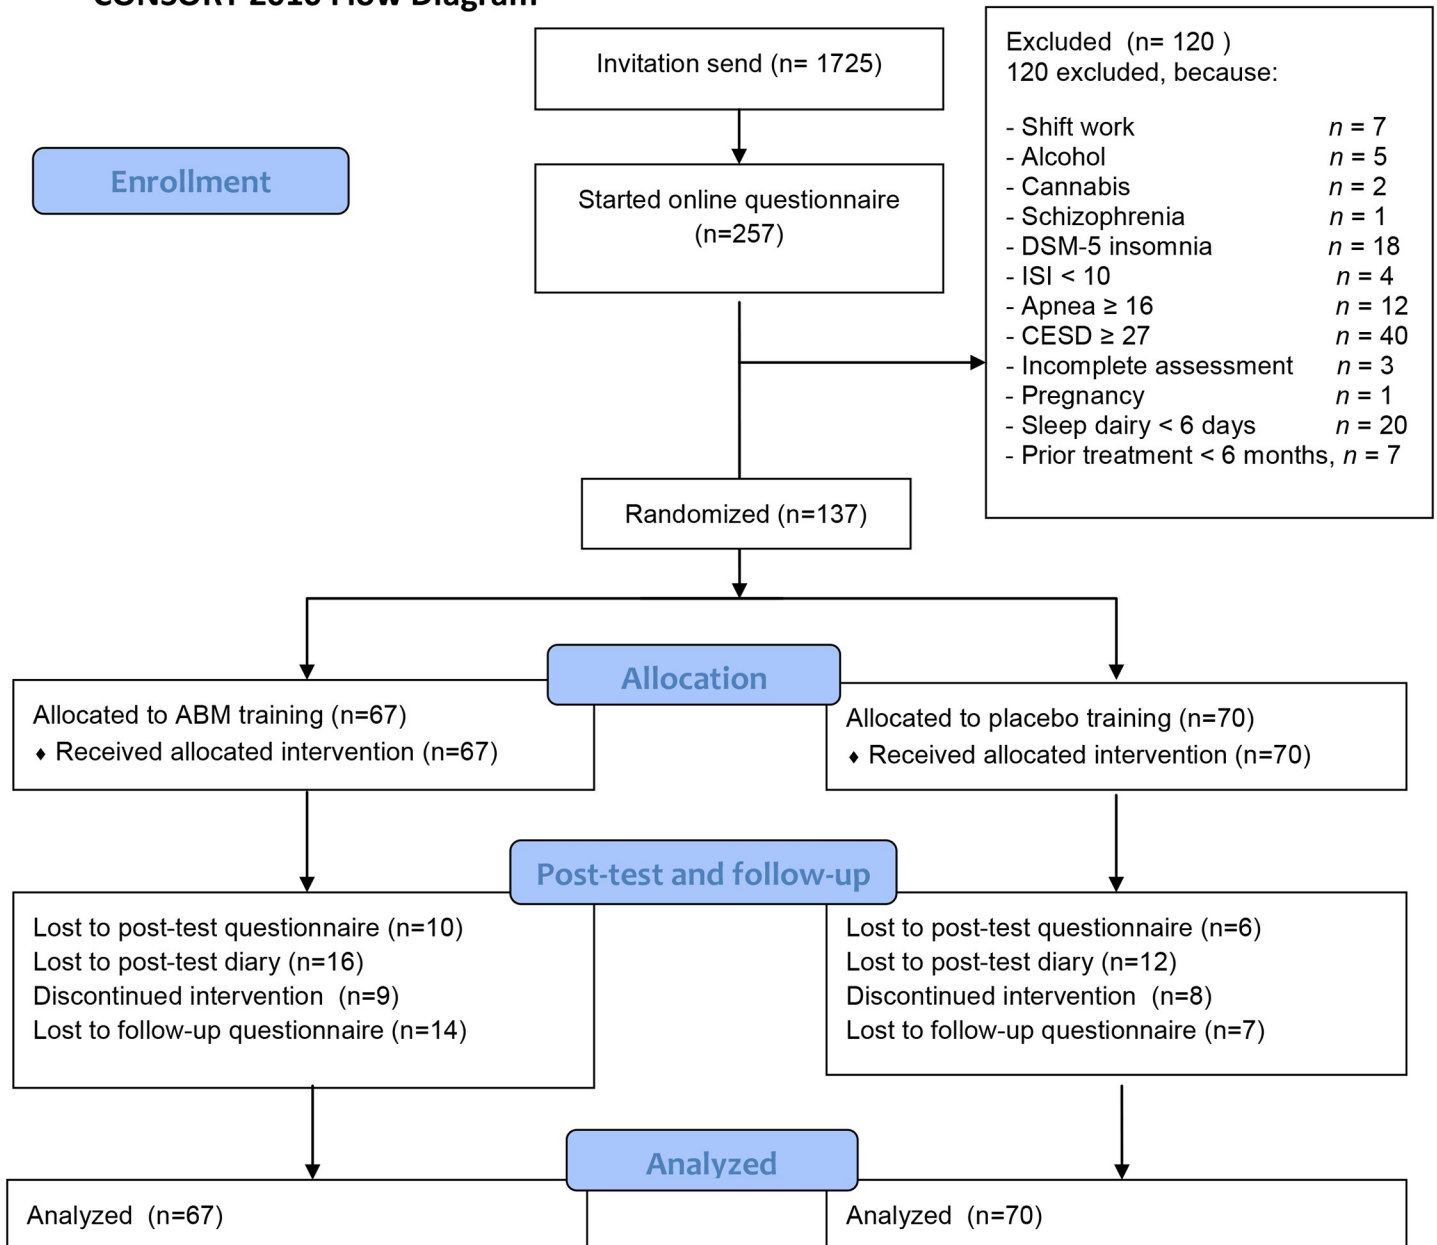 CONSORT 2010 Flow Diagram
Invitation send (n= 1725)
Enrollment
Started online questionnaire
(n=257)
Excluded  (n= 120 )
120 excluded, because:
- Shift work n = 7
- Alcohol n = 5
- Cannabis n = 2
- Schizophrenia n = 1
- DSM-5 insomnia n = 18
- ISI < 10 n = 4
- Apnea ≥ 16 n = 12
- CESD ≥ 27 n = 40
- Incomplete assessment n = 3
- Pregnancy n = 1
- Sleep dairy < 6 days n = 20
- Prior treatment < 6 months, n = 7
Randomized (n=137)
Allocation
Allocated to ABM training (n=67)
♦ Received allocated intervention (n=67)
Allocated to placebo training (n=70)
♦ Received allocated intervention (n=70)
Post-test and follow-up
Lost to post-test questionnaire (n=10)
Lost to post-test diary (n=16)
Discontinued intervention  (n=9)
Lost to follow-up questionnaire (n=14)
Lost to post-test questionnaire (n=6)
Lost to post-test diary (n=12)
Discontinued intervention  (n=8)
Lost to follow-up questionnaire (n=7)
Analyzed
Analyzed  (n=67)
Analyzed  (n=70)